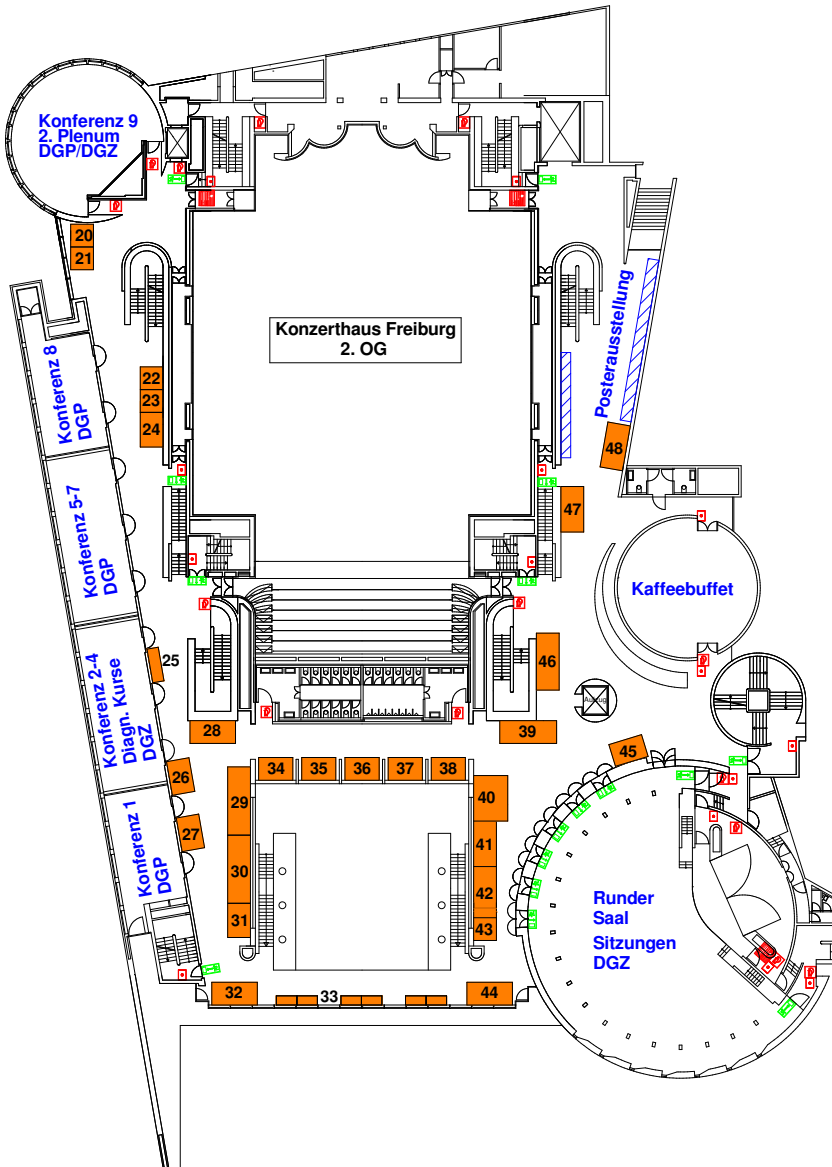 Konferenz 9
2. Plenum
DGP/DGZ
20
21
Konzerthaus Freiburg
2. OG
Posterausstellung
Konferenz 8
DGP
22
23
24
48
Konferenz 5-7
DGP
47
Kaffeebuffet
Konferenz 2-4
Diagn. Kurse
DGZ
25
46
Aufzug
28
39
45
26
34
35
36
37
38
29
40
27
Konferenz 1
DGP
30
41
42
31
43
Runder
Saal
Sitzungen
DGZ
32
33
44